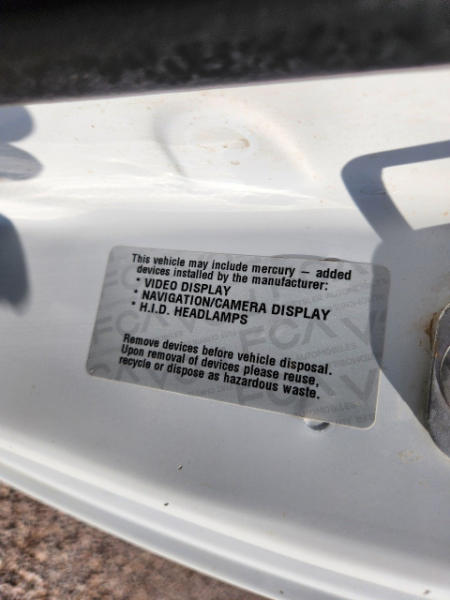 This vehicle may include mercury — added
devices installed by the manufacturer:
• VIDEO DISPLAY
• NAVIGATION/CAMERA DISPLAY
• H.I.D. HEADLAMPS
Remove devices before vehicle disposal.
Upon removal of devices please reuse,
recycle or dispose as hazardous waste.